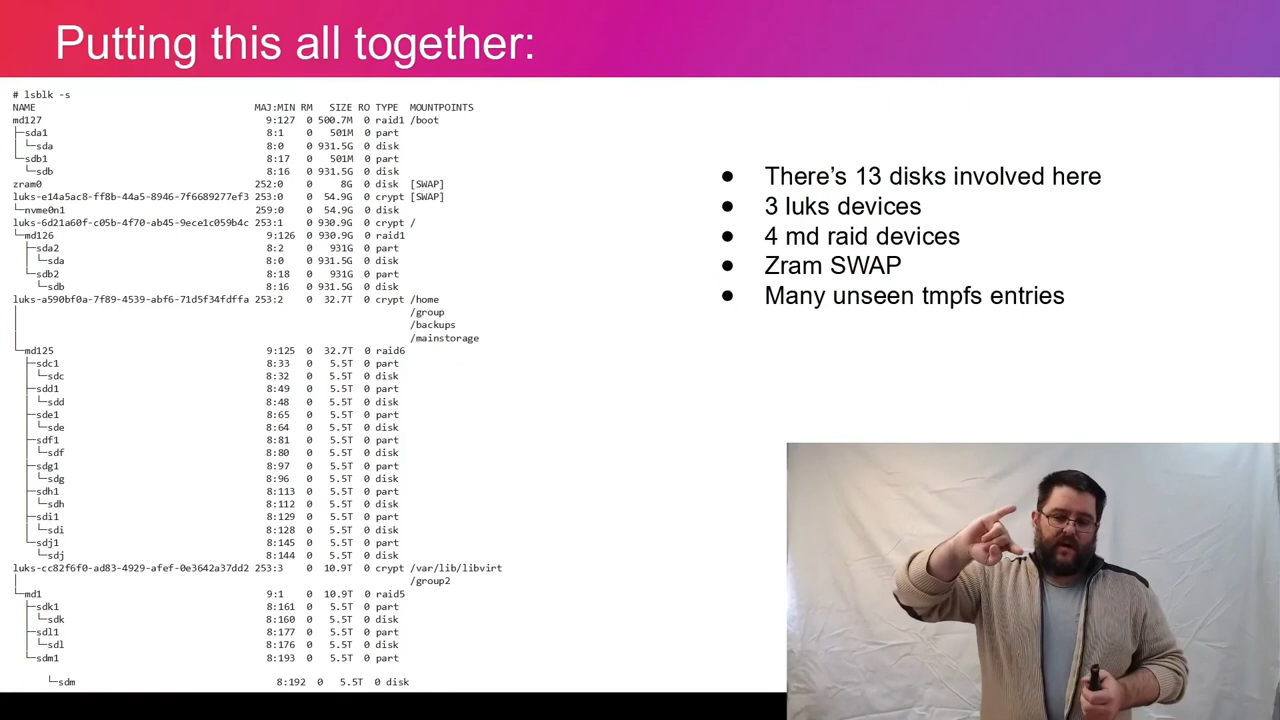 Putting this all together:
# lsblk -s
NAME MAJ:MIN RM SIZE RO TYPE MOUNTPOINTS
md127 9:127 0 500.7M 0 raid1 /boot
├─sda1 8:1 0 501M 0 part
│ └─sda 8:0 0 931.5G 0 disk
└─sdb1 8:17 0 501M 0 part
└─sdb 8:16 0 931.5G 0 disk
zram0 252:0 0 8G 0 disk [SWAP]
luks-e14a5ac8-ff8b-44a5-8946-7f6689277ef3 253:0 0 54.9G 0 crypt [SWAP]
└─nvme0n1 259:0 0 54.9G 0 disk
luks-6d21a60f-c05b-4f70-ab45-9ece1c059b4c 253:1 0 930.9G 0 crypt /
└─md126 9:126 0 930.9G 0 raid1
├─sda2 8:2 0 931G 0 part
│ └─sda 8:0 0 931.5G 0 disk
└─sdb2 8:18 0 931G 0 part
└─sdb 8:16 0 931.5G 0 disk
luks-a590bf0a-7f89-4539-abf6-71d5f34fdffa 253:2 0 32.7T 0 crypt /home
│ /group
│ /backups
│ /mainstorage
└─md125 9:125 0 32.7T 0 raid6
├─sdc1 8:33 0 5.5T 0 part
│ └─sdc 8:32 0 5.5T 0 disk
├─sdd1 8:49 0 5.5T 0 part
│ └─sdd 8:48 0 5.5T 0 disk
├─sde1 8:65 0 5.5T 0 part
│ └─sde 8:64 0 5.5T 0 disk
├─sdf1 8:81 0 5.5T 0 part
│ └─sdf 8:80 0 5.5T 0 disk
├─sdg1 8:97 0 5.5T 0 part
│ └─sdg 8:96 0 5.5T 0 disk
├─sdh1 8:113 0 5.5T 0 part
│ └─sdh 8:112 0 5.5T 0 disk
├─sdi1 8:129 0 5.5T 0 part
│ └─sdi 8:128 0 5.5T 0 disk
└─sdj1 8:145 0 5.5T 0 part
└─sdj 8:144 0 5.5T 0 disk
luks-cc82f6f0-ad83-4929-afef-0e3642a37dd2 253:3 0 10.9T 0 crypt /var/lib/libvirt
│ /group2
└─md1 9:1 0 10.9T 0 raid5
├─sdk1 8:161 0 5.5T 0 part
│ └─sdk 8:160 0 5.5T 0 disk
├─sdl1 8:177 0 5.5T 0 part
│ └─sdl 8:176 0 5.5T 0 disk
└─sdm1 8:193 0 5.5T 0 part
└─sdm 8:192 0 5.5T 0 disk
● There's 13 disks involved here
● 3 luks devices
● 4 md raid devices
● Zram SWAP
● Many unseen tmpfs entries